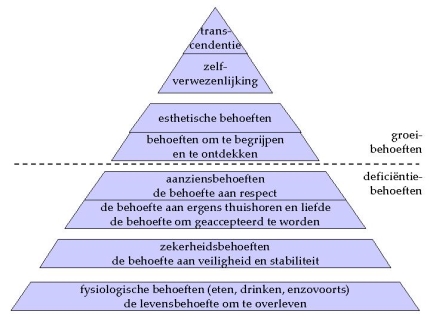 trans-
cendentie
zelf-
verwezenlijking
esthetische behoeften
behoeften om te begrijpen
en te ontdekken
groei-
behoeften
deficiëntie-
behoeften
aanziensbehoeften
de behoefte aan respect
de behoefte aan ergens thuishoren en liefde
de behoefte om geaccepteerd te worden
zekerheidsbehoeften
de behoefte aan veiligheid en stabiliteit
fysiologische behoeften (eten, drinken, enzovoorts)
de levensbehoefte om te overleven